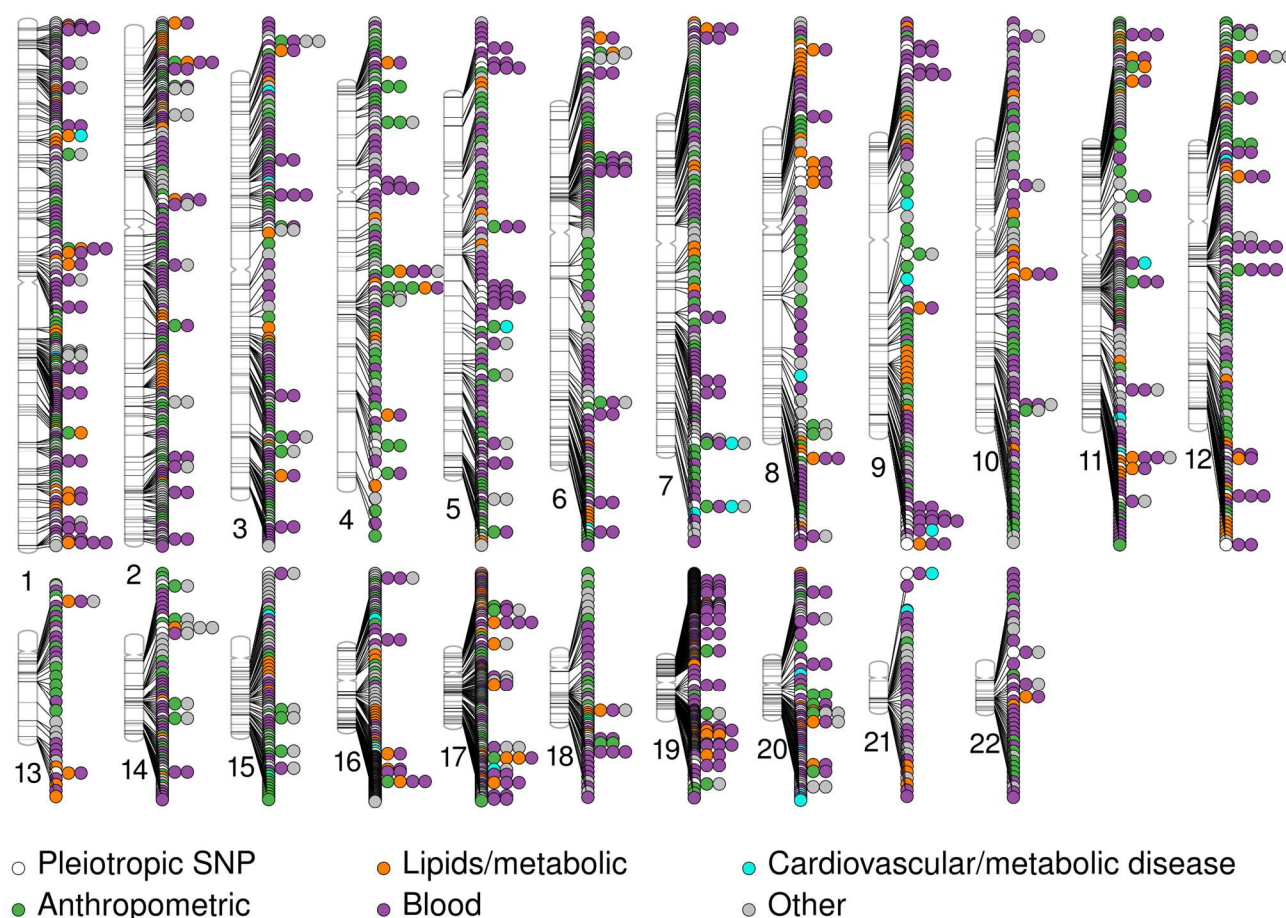 1 2 3 4 5 6 7 8 9 10 11 12
13 14 15 16 17 18 19 20 21 22
Pleiotropic SNP Lipids/metabolic Cardiovascular/metabolic disease
Anthropometric Blood Other